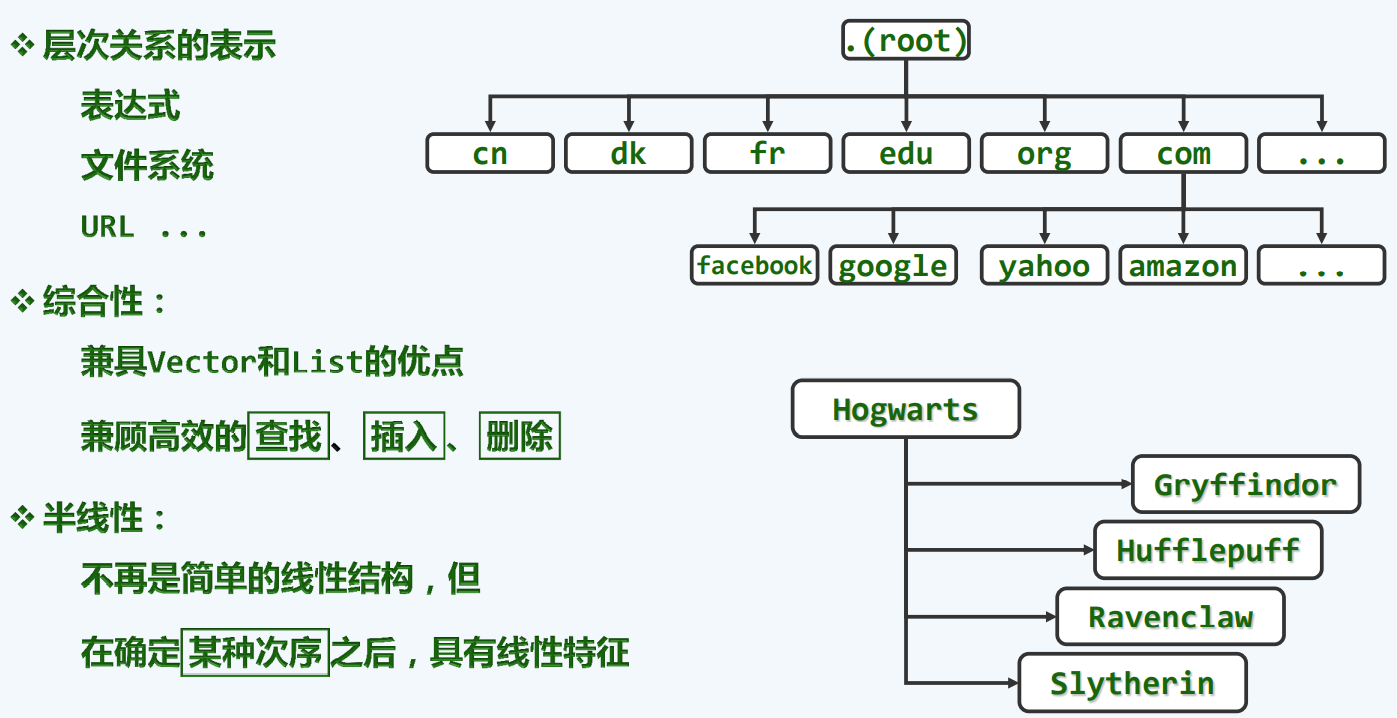 层次关系的表示
表达式
文件系统
URL ...
综合性：
兼具Vector和List的优点
兼顾高效的 查找、插入、删除
半线性：
不再是简单的线性结构，但
在确定 某种次序 之后，具有线性特征
.(root)
cn dk fr edu org com ...
facebook google yahoo amazon ...
Hogwarts
Gryffindor
Hufflepuff
Ravenclaw
Slytherin